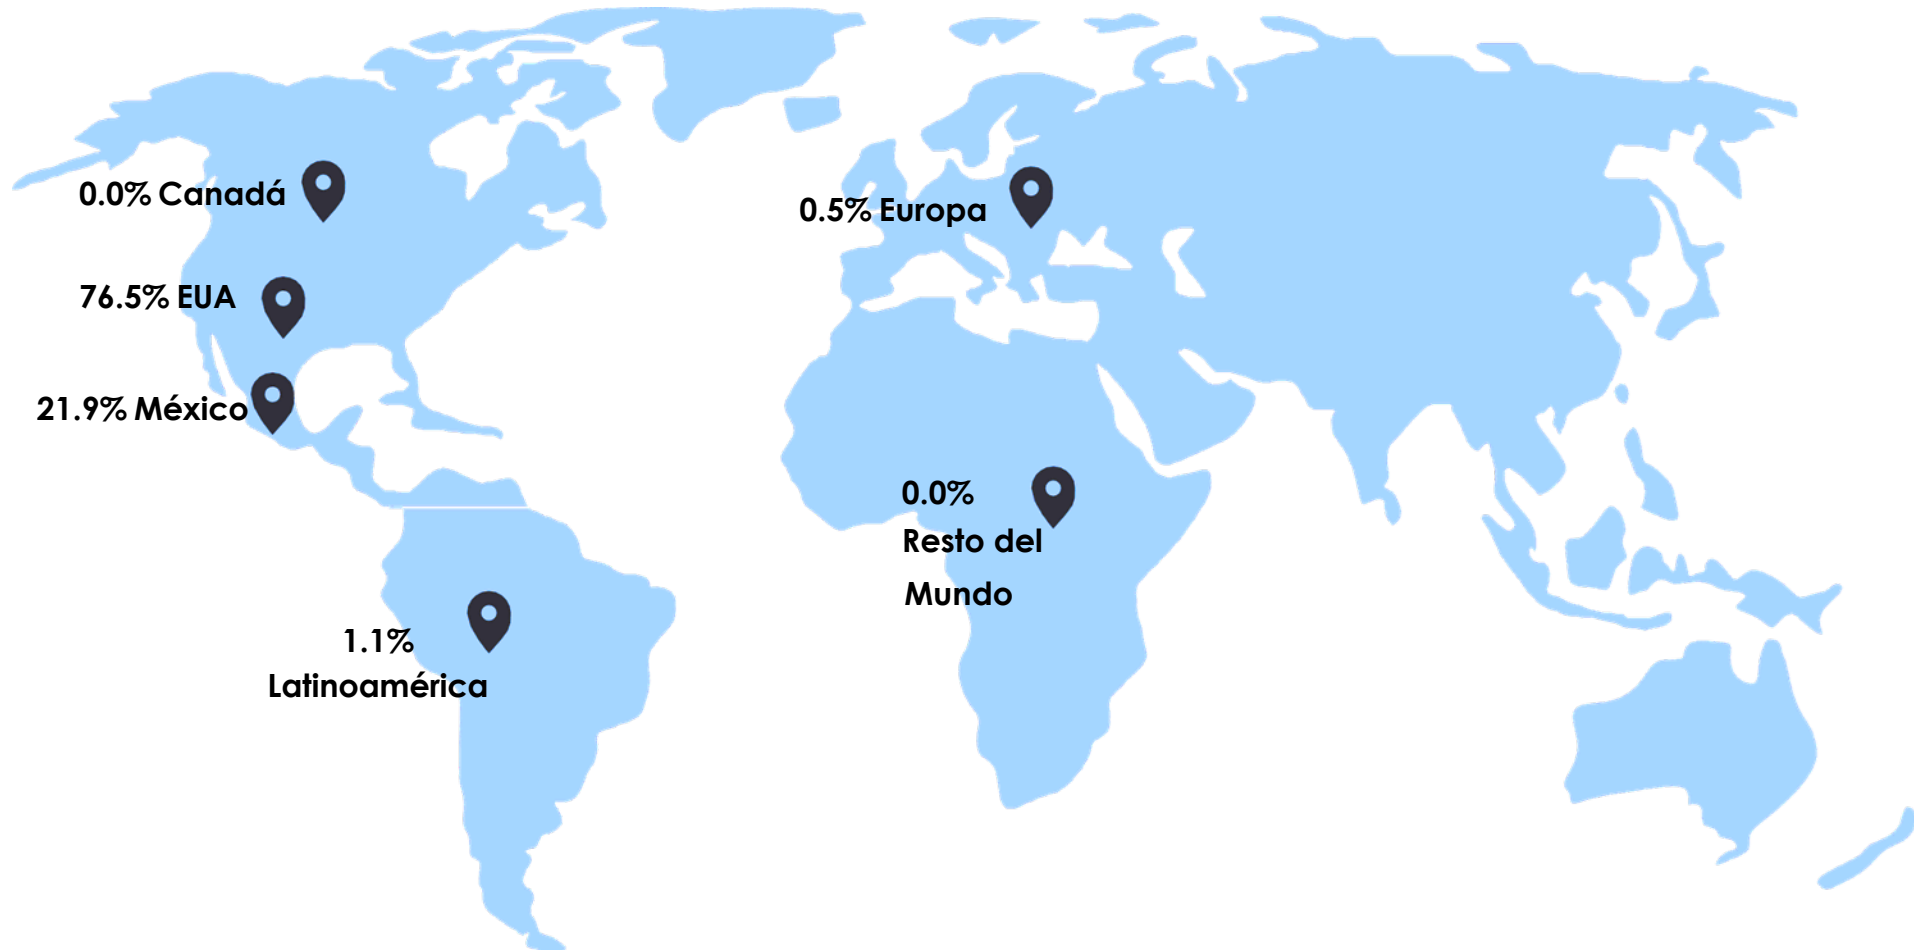 0.0% Canadá
0.5% Europa
76.5% EUA
21.9% México
0.0%
Resto del
Mundo
1.1%
Latinoamérica